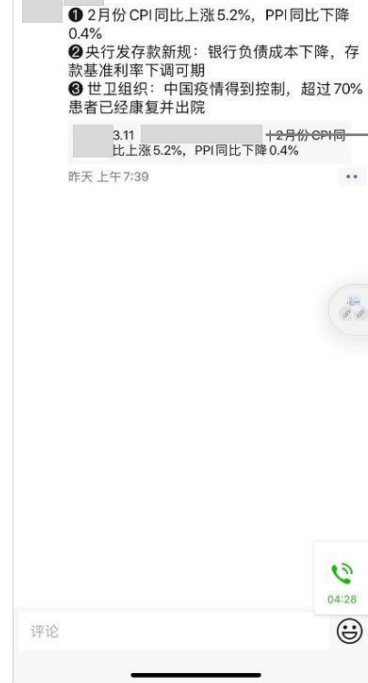 ❶ 2月份CPI同比上涨5.2%，PPI同比下降
0.4%
❷央行发存款新规：银行负债成本下降，存
款基准利率下调可期
❸ 世卫组织：中国疫情得到控制，超过70%
患者已经康复并出院
3.11 2月份CPI同
比上涨5.2%，PPI同比下降0.4%
昨天 上午7:39
04:28
评论